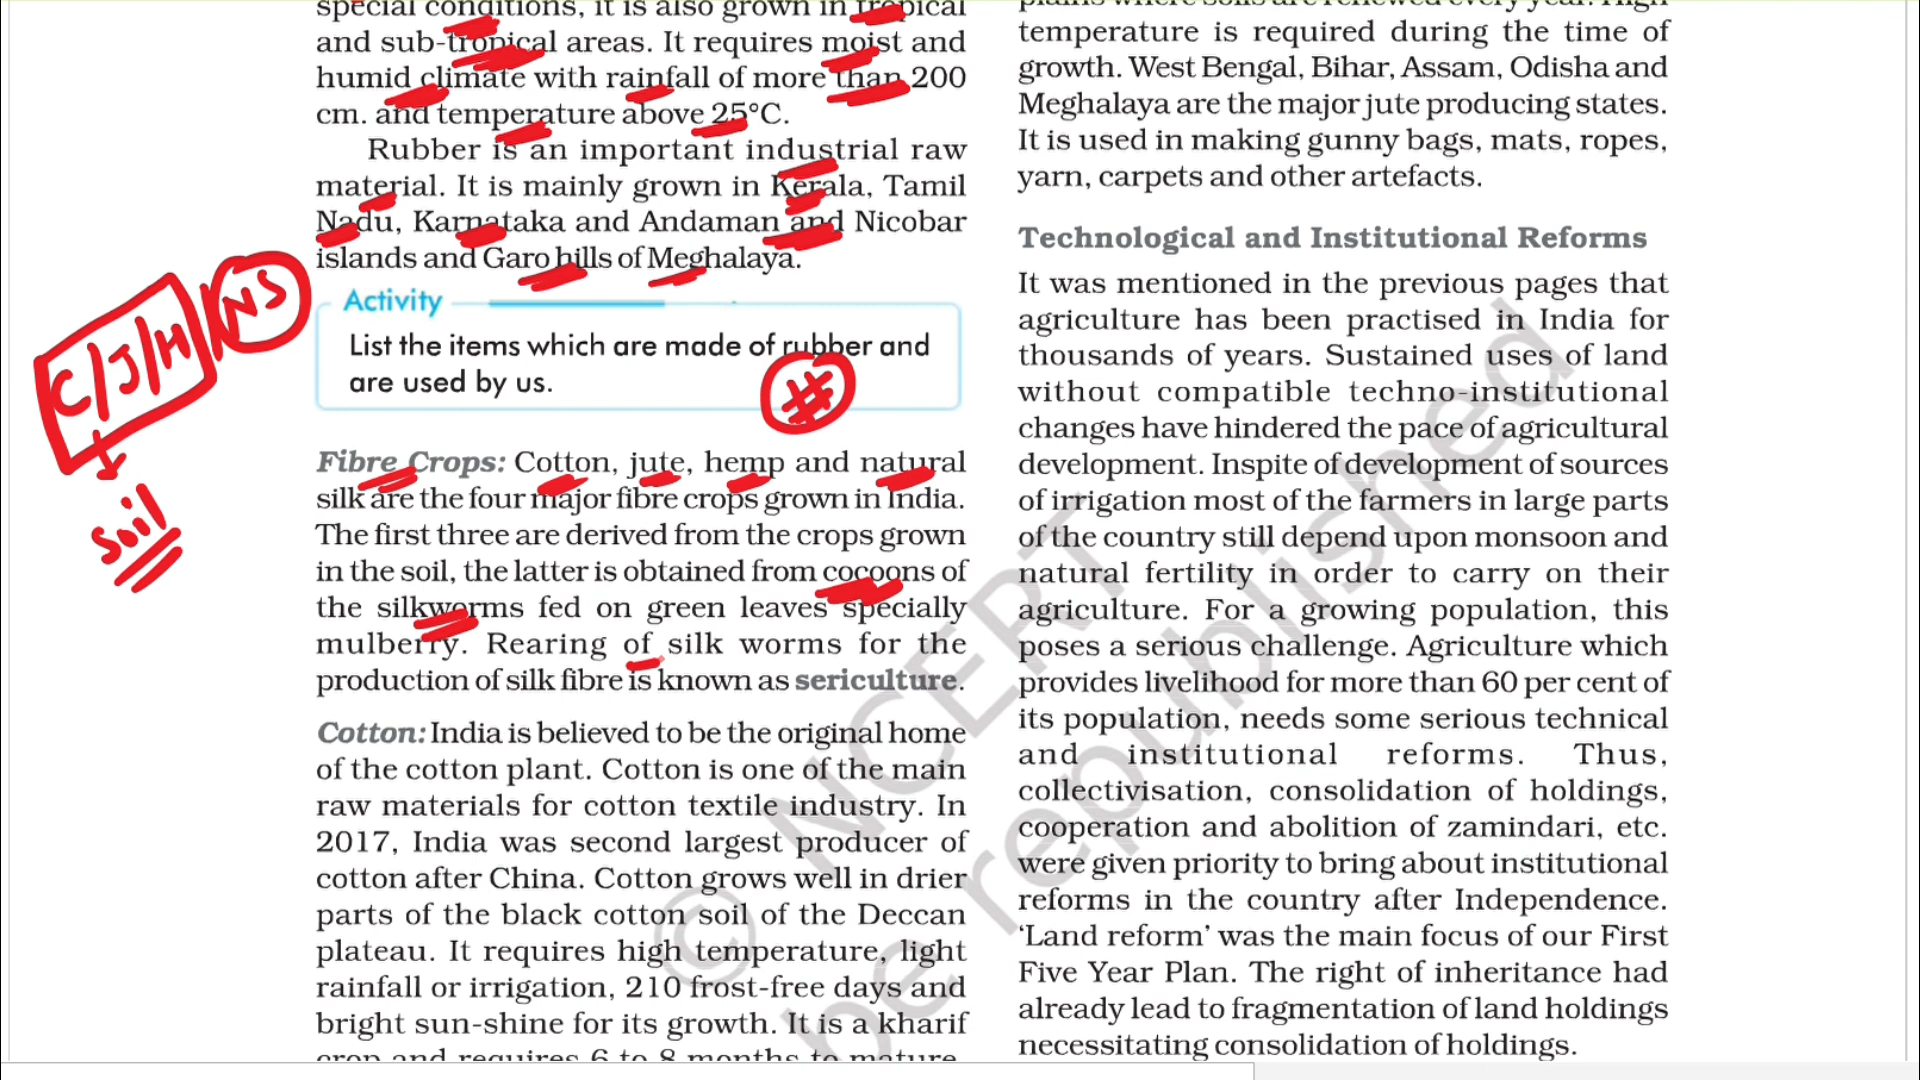 special conditions, it is also grown in tropical
and sub-tropical areas. It requires moist and
humid climate with rainfall of more than 200
cm. and temperature above 25°C.
Rubber is an important industrial raw
material. It is mainly grown in Kerala, Tamil
Nadu, Karnataka and Andaman and Nicobar
islands and Garo hills of Meghalaya.
Activity
List the items which are made of rubber and
are used by us.
#
C/J/H
NS
soil
Fibre Crops: Cotton, jute, hemp and natural
silk are the four major fibre crops grown in India.
The first three are derived from the crops grown
in the soil, the latter is obtained from cocoons of
the silkworms fed on green leaves specially
mulberry. Rearing of silk worms for the
production of silk fibre is known as sericulture.
Cotton: India is believed to be the original home
of the cotton plant. Cotton is one of the main
raw materials for cotton textile industry. In
2017, India was second largest producer of
cotton after China. Cotton grows well in drier
parts of the black cotton soil of the Deccan
plateau. It requires high temperature, light
rainfall or irrigation, 210 frost-free days and
bright sun-shine for its growth. It is a kharif
crop and requires 6 to 8 months to mature.
plains where soils are renewed every year. High
temperature is required during the time of
growth. West Bengal, Bihar, Assam, Odisha and
Meghalaya are the major jute producing states.
It is used in making gunny bags, mats, ropes,
yarn, carpets and other artefacts.
Technological and Institutional Reforms
It was mentioned in the previous pages that
agriculture has been practised in India for
thousands of years. Sustained uses of land
without compatible techno-institutional
changes have hindered the pace of agricultural
development. Inspite of development of sources
of irrigation most of the farmers in large parts
of the country still depend upon monsoon and
natural fertility in order to carry on their
agriculture. For a growing population, this
poses a serious challenge. Agriculture which
provides livelihood for more than 60 per cent of
its population, needs some serious technical
and institutional reforms. Thus,
collectivisation, consolidation of holdings,
cooperation and abolition of zamindari, etc.
were given priority to bring about institutional
reforms in the country after Independence.
‘Land reform’ was the main focus of our First
Five Year Plan. The right of inheritance had
already lead to fragmentation of land holdings
necessitating consolidation of holdings.
© NCERT
be republished